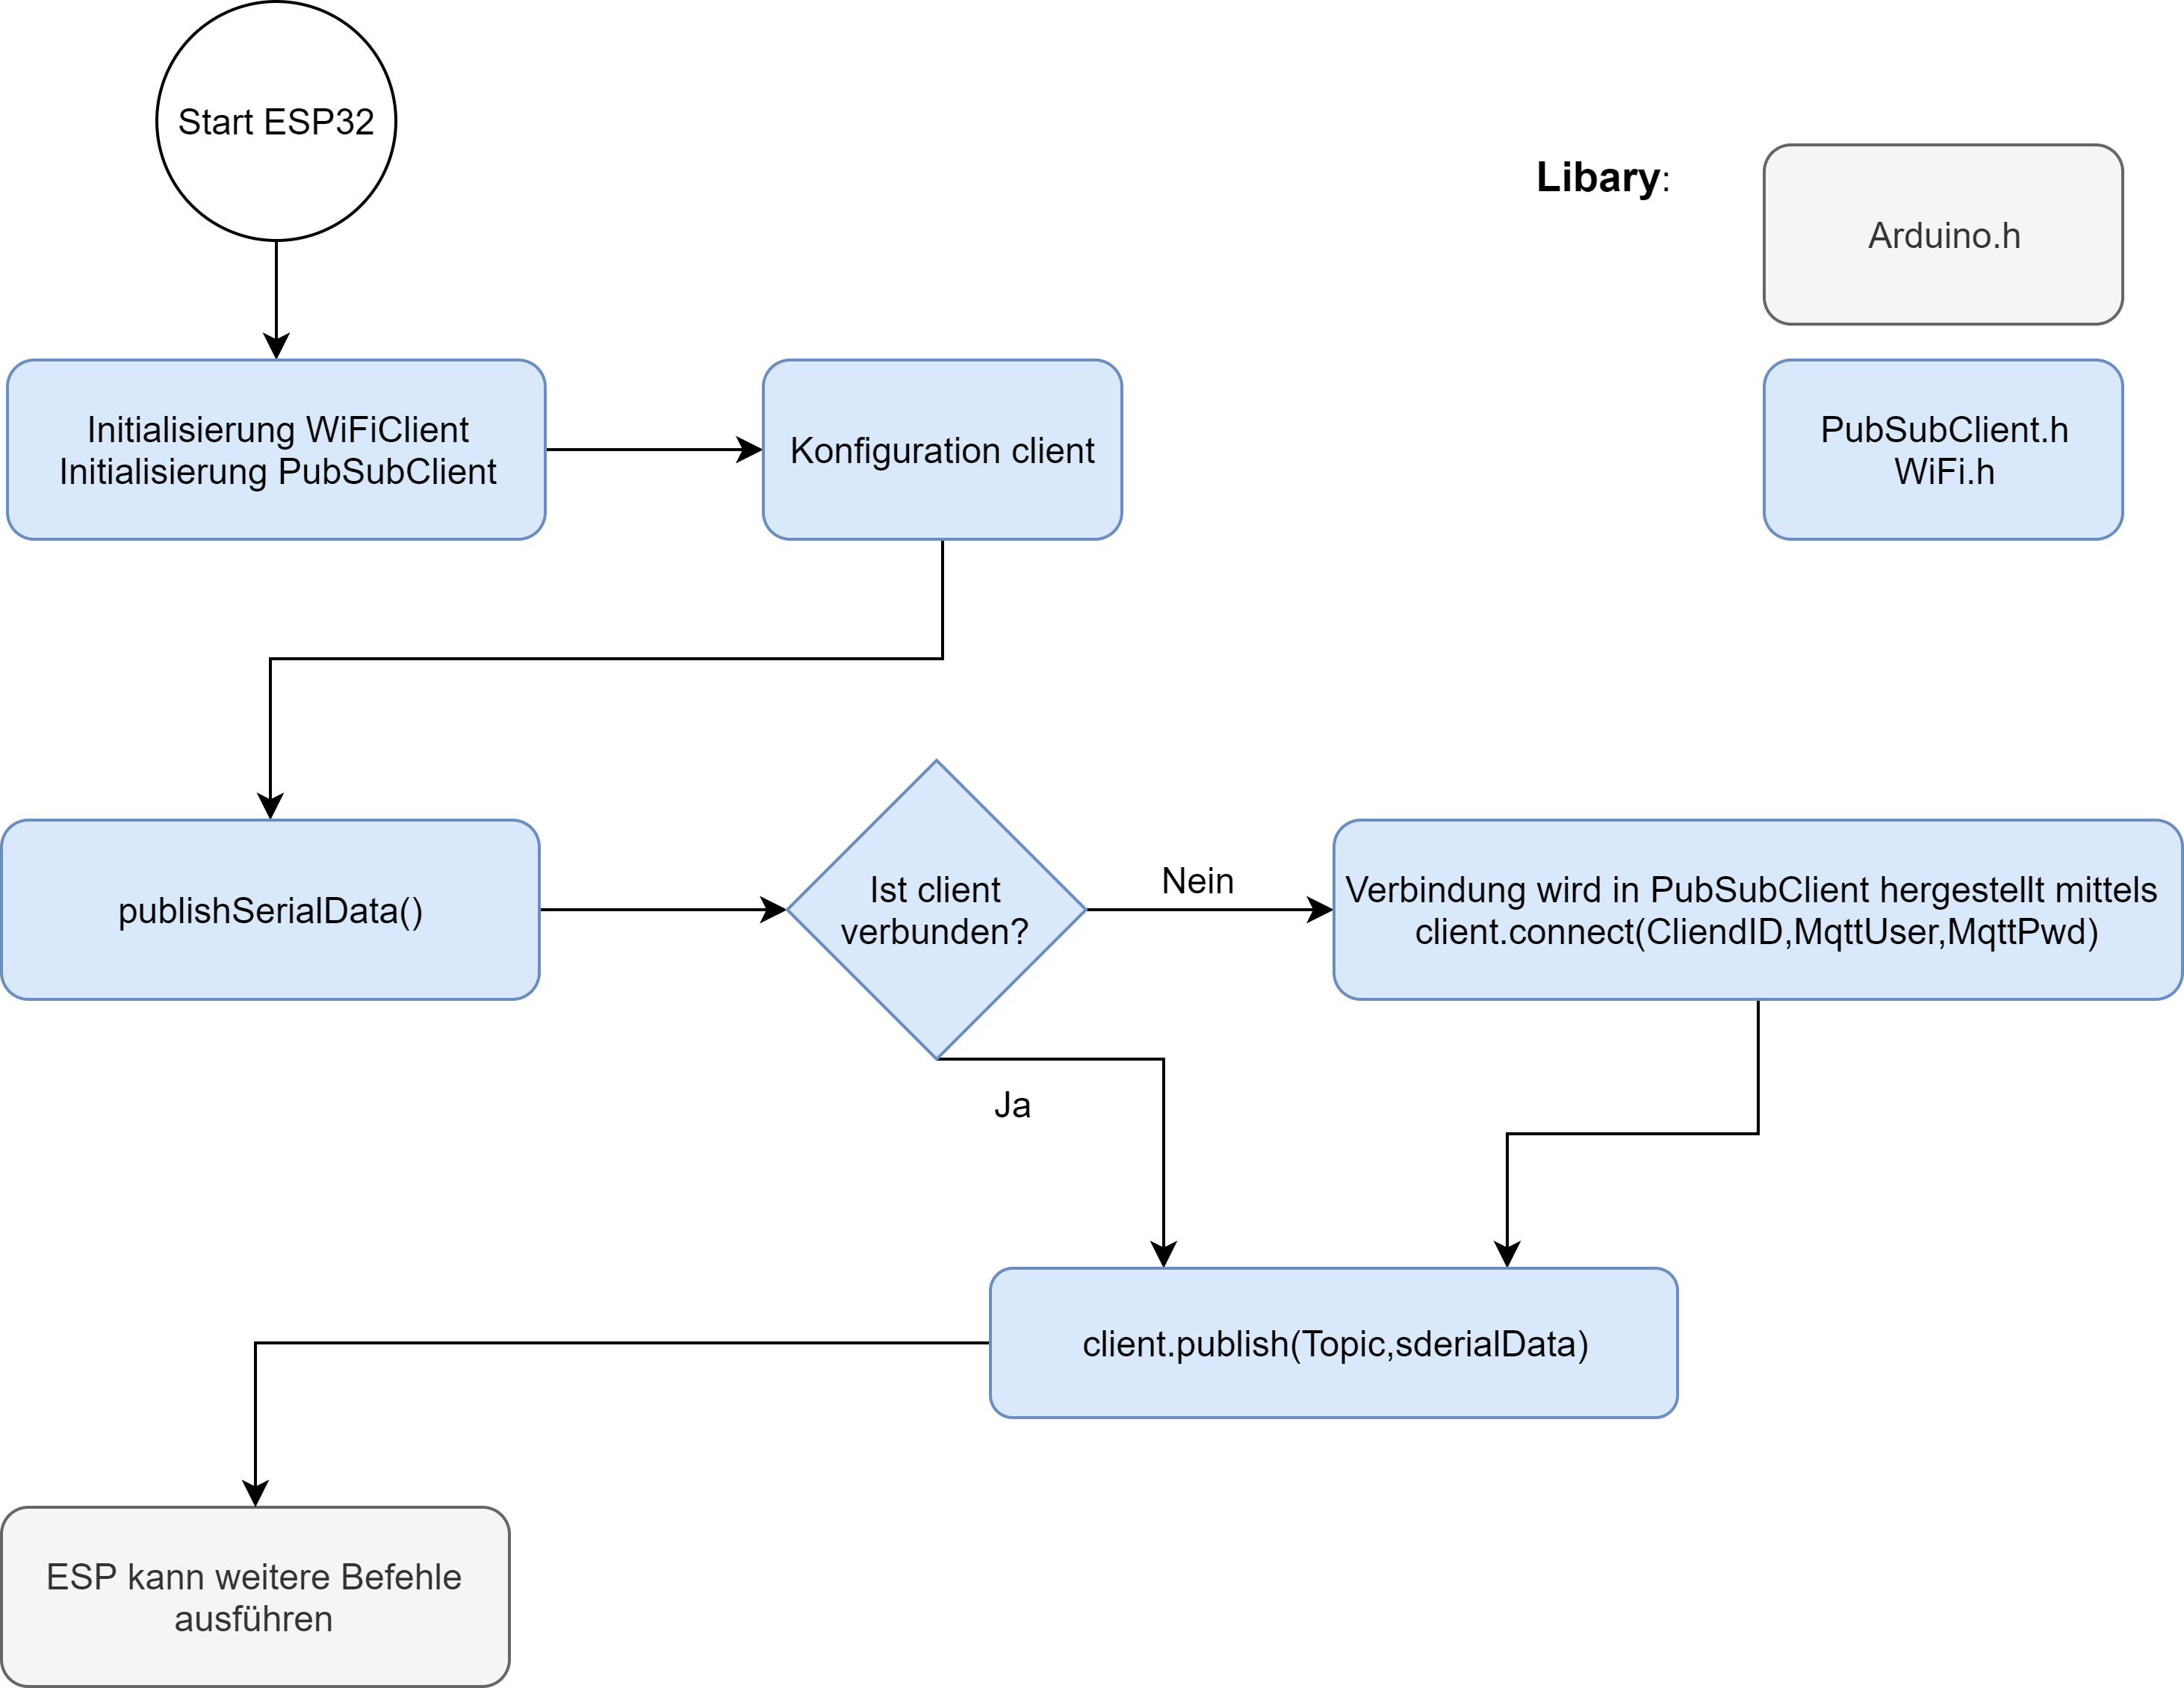 Start ESP32
Libary:
Arduino.h
Initialisierung WiFiClient
Initialisierung PubSubClient
Konfiguration client
PubSubClient.h
WiFi.h
publishSerialData()
Ist client
verbunden?
Nein
Verbindung wird in PubSubClient hergestellt mittels
client.connect(CliendID,MqttUser,MqttPwd)
Ja
client.publish(Topic,sderialData)
ESP kann weitere Befehle
ausführen